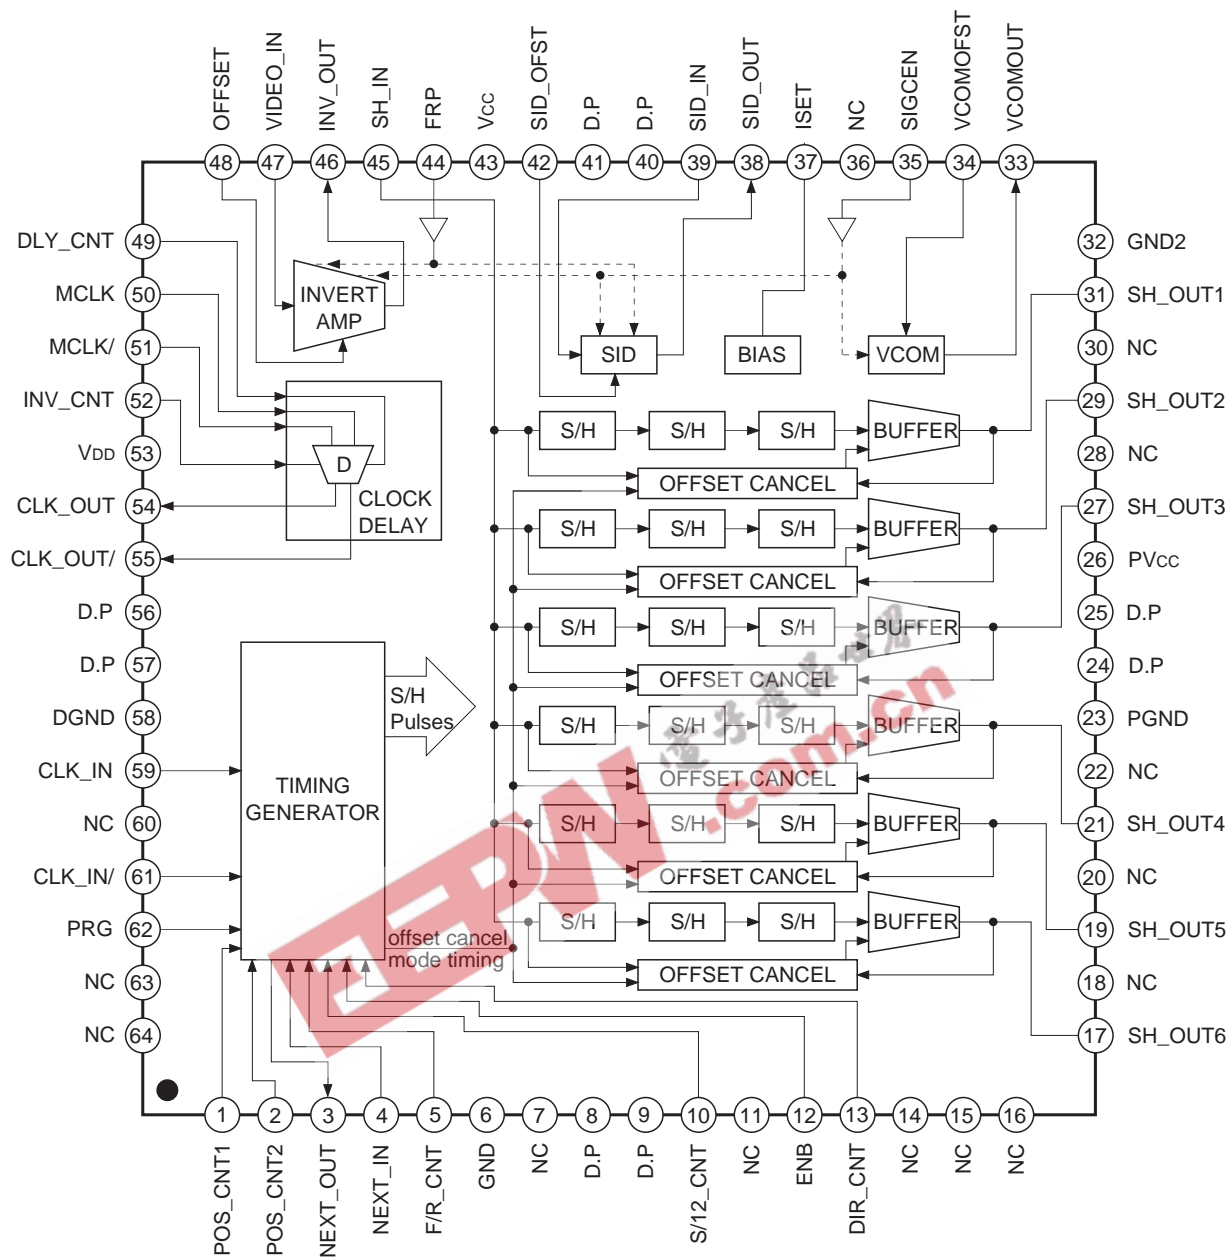 OFFSET
VIDEO_IN
INV_OUT
SH_IN
FRP
VCC
SID_OFST
D.P
D.P
SID_IN
SID_OUT
ISET
NC
SIGCEN
VCOMOFST
VCOMOUT
48 47 46 45 44 43 42 41 40 39 38 37 36 35 34 33
DLY_CNT 49
MCLK 50
MCLK/ 51
INV_CNT 52
VDD 53
CLK_OUT 54
CLK_OUT/ 55
D.P 56
D.P 57
DGND 58
CLK_IN 59
NC 60
CLK_IN/ 61
PRG 62
NC 63
NC 64
INVERT
AMP
SID
BIAS
VCOM
D
CLOCK
DELAY
TIMING
GENERATOR
S/H
Pulses
offset cancel
mode timing
S/H S/H S/H BUFFER
OFFSET CANCEL
S/H S/H S/H BUFFER
OFFSET CANCEL
S/H S/H S/H BUFFER
OFFSET CANCEL
S/H S/H S/H BUFFER
OFFSET CANCEL
S/H S/H S/H BUFFER
OFFSET CANCEL
S/H S/H S/H BUFFER
OFFSET CANCEL
EEPW
.com.cn
电子产品世界
32 GND2
31 SH_OUT1
30 NC
29 SH_OUT2
28 NC
27 SH_OUT3
26 PVCC
25 D.P
24 D.P
23 PGND
22 NC
21 SH_OUT4
20 NC
19 SH_OUT5
18 NC
17 SH_OUT6
1 2 3 4 5 6 7 8 9 10 11 12 13 14 15 16
POS_CNT1
POS_CNT2
NEXT_OUT
NEXT_IN
F/R_CNT
GND
NC
D.P
D.P
S/12_CNT
NC
ENB
DIR_CNT
NC
NC
NC